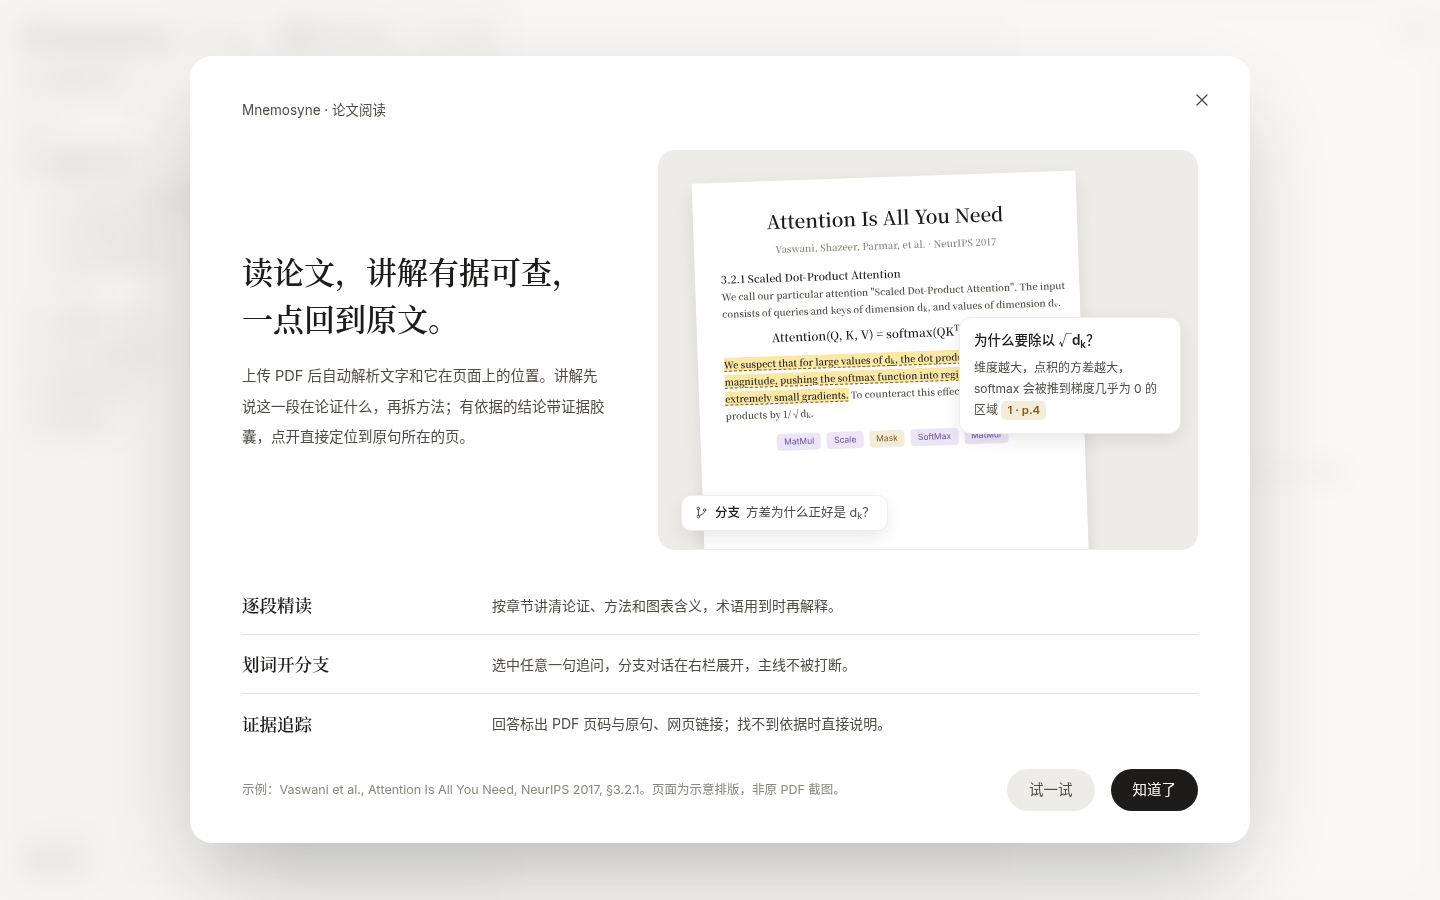 Mnemosyne · 论文阅读
读论文，讲解有据可查，
一点回到原文。
上传 PDF 后自动解析文字和它在页面上的位置。讲解先
说这一段在论证什么，再拆方法；有依据的结论带证据胶
囊，点开直接定位到原句所在的页。
Attention Is All You Need
Vaswani, Shazeer, Parmar, et al. · NeurIPS 2017
3.2.1 Scaled Dot-Product Attention
We call our particular attention "Scaled Dot-Product Attention". The input
consists of queries and keys of dimension dₖ, and values of dimension dᵥ.
Attention(Q, K, V) = softmax(QKᵀ
We suspect that for large values of dₖ, the dot
magnitude, pushing the softmax function into
extremely small gradients. To counteract this
products by 1/√dₖ.
MatMul
Scale
Mask
SoftMax
MatMul
为什么要除以 √dₖ？
维度越大，点积的方差越大，
softmax 会被推到梯度几乎为 0 的
区域 1 · p.4
分支 方差为什么正好是 dₖ？
逐段精读
按章节讲清论证、方法和图表含义，术语用到时再解释。
划词开分支
选中任意一句追问，分支对话在右栏展开，主线不被打断。
证据追踪
回答标出 PDF 页码与原句、网页链接；找不到依据时直接说明。
示例：Vaswani et al., Attention Is All You Need, NeurIPS 2017, §3.2.1。页面为示意排版，非原 PDF 截图。
试一试
知道了